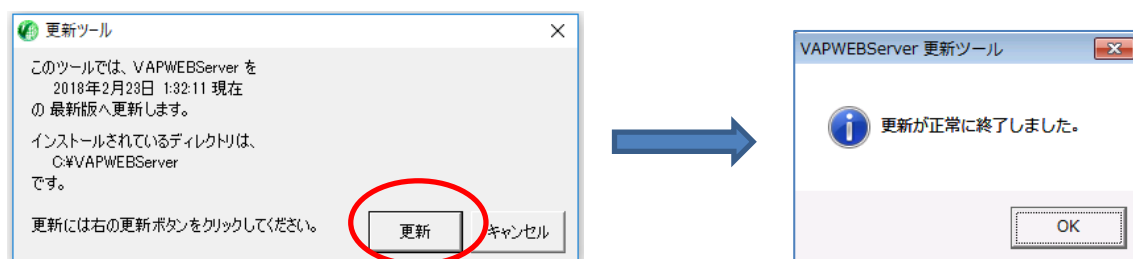 更新ツール
このツールでは、VAPWEBServer を
2018年2月23日 1:32:11 現在
の 最新版へ更新します。
インストールされているディレクトリは、
C:¥VAPWEBServer
です。
更新には右の更新ボタンをクリックしてください。
更新
キャンセル
VAPWEBServer 更新ツール
更新が正常に終了しました。
OK